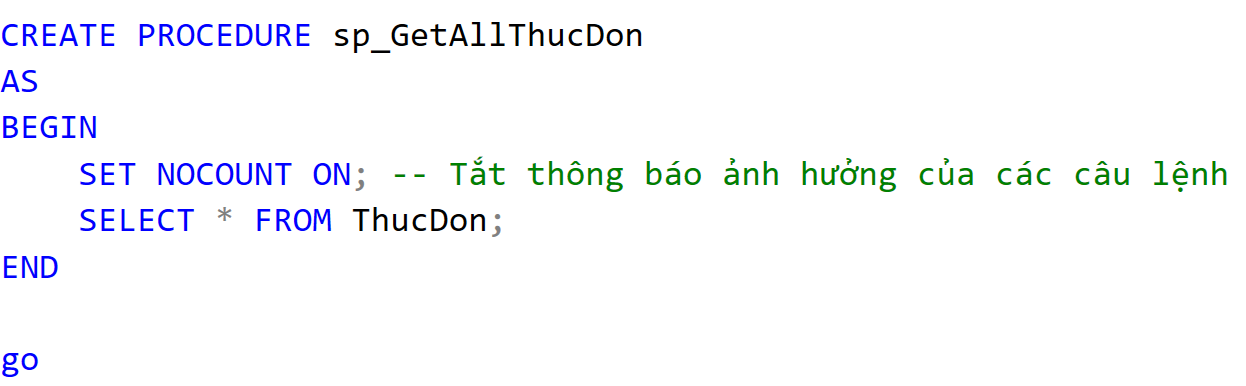 CREATE PROCEDURE sp_GetAllThucDon
AS
BEGIN
    SET NOCOUNT ON; -- Tắt thông báo ảnh hưởng của các câu lệnh
    SELECT * FROM ThucDon;
END
go